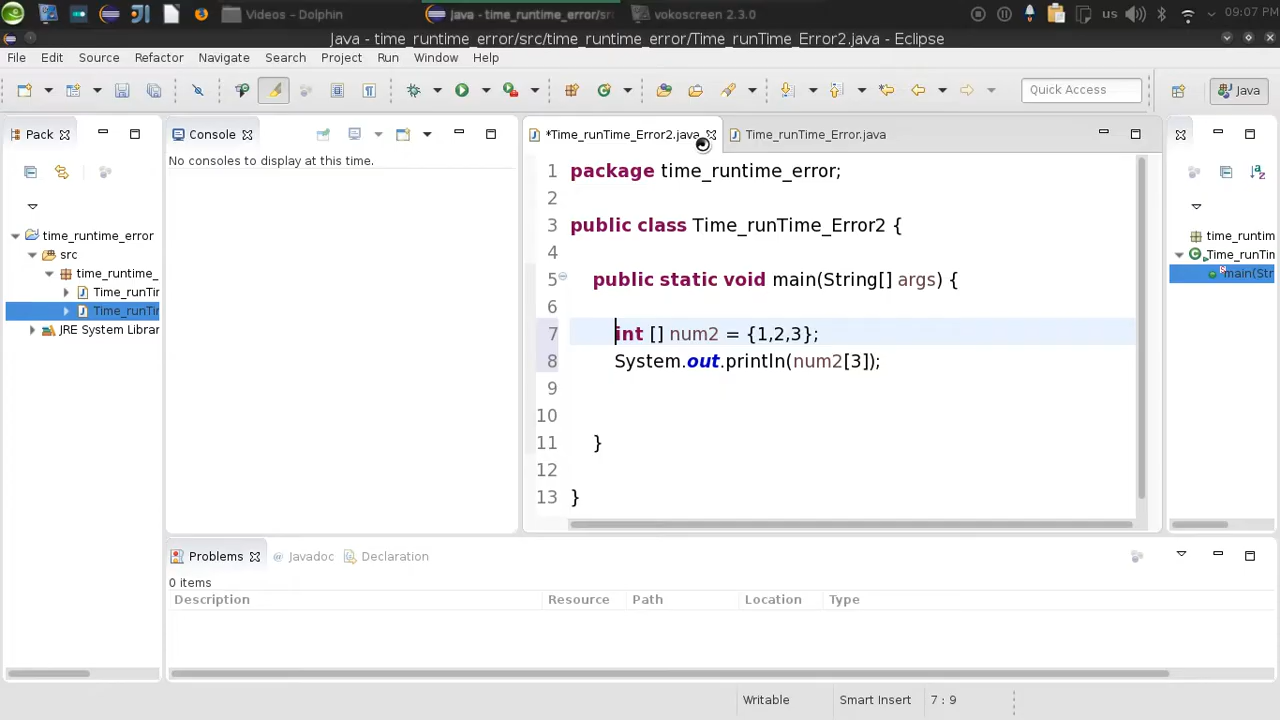 Videos – Dolphin
java - time_runtime_error/sr
vokoscreen 2.3.0
us
09:07 PM
Java - time_runtime_error/src/time_runtime_error/Time_runTime_Error2.java - Eclipse
File Edit Source Refactor Navigate Search Project Run Window Help
Quick Access
Java
Pack
Console
*Time_runTime_Error2.java
Time_runTime_Error.java
No consoles to display at this time.
time_runtime_error
src
time_runtime_
Time_runTir
Time_runTir
JRE System Librar
1 package time_runtime_error;
2
3 public class Time_runTime_Error2 {
4
5 public static void main(String[] args) {
6
7 int [] num2 = {1,2,3};
8 System.out.println(num2[3]);
9
10
11 }
12
13 }
time_runtim
Time_runTin
main(Str
Problems
@ Javadoc
Declaration
0 items
Description Resource Path Location Type
Writable
Smart Insert
7 : 9